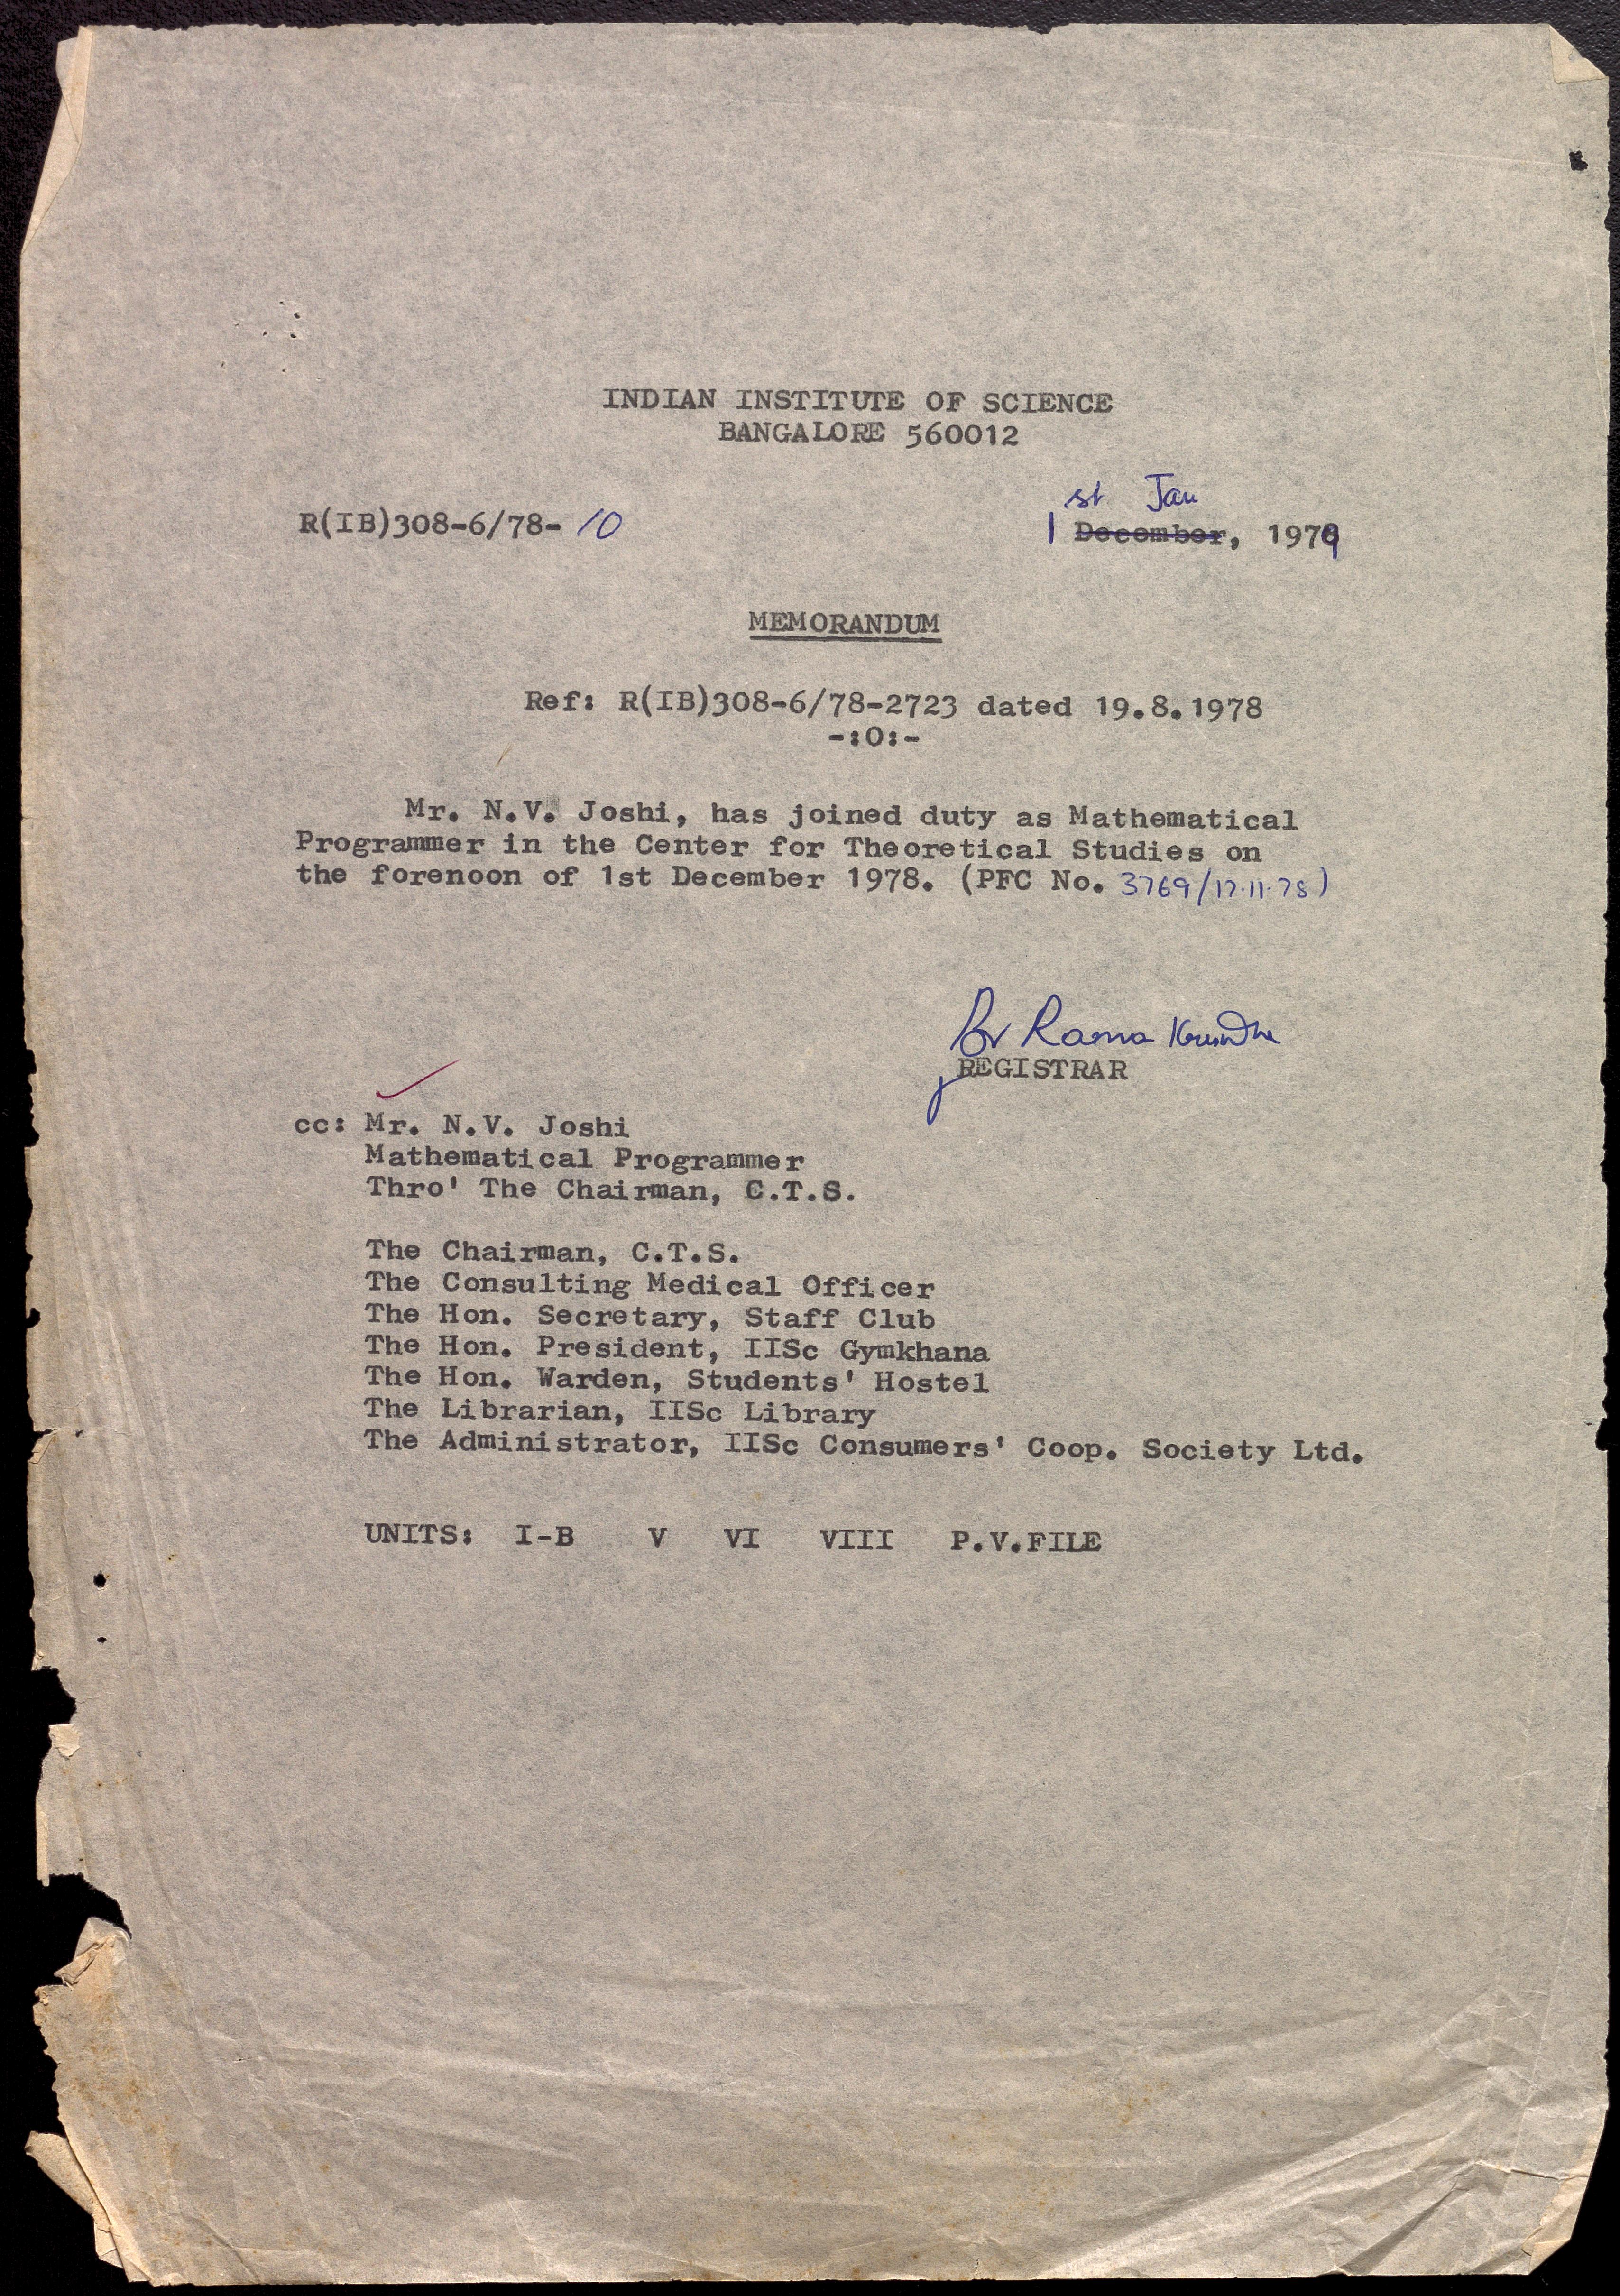 INDIAN INSTITUTE OF SCIENCE
BANGALORE 560012
st Jan
R(IB)308-6/78- 10 1 December, 1979
MEMORANDUM
Ref: R(IB)308-6/78-2723 dated 19.8.1978
-:O:-
Mr. N.V. Joshi, has joined duty as Mathematical
Programmer in the Center for Theoretical Studies on
the forenoon of 1st December 1978. (PFC No. 3769/17.11.78)
Rama
REGISTRAR
cc: Mr. N.V. Joshi
Mathematical Programmer
Thro' The Chairman, C.T.S.
The Chairman, C.T.S.
The Consulting Medical Officer
The Hon. Secretary, Staff Club
The Hon. President, IISc Gymkhana
The Hon. Warden, Students' Hostel
The Librarian, IISc Library
The Administrator, IISc Consumers' Coop. Society Ltd.
UNITS: I-B V VI VIII P.V.FILE